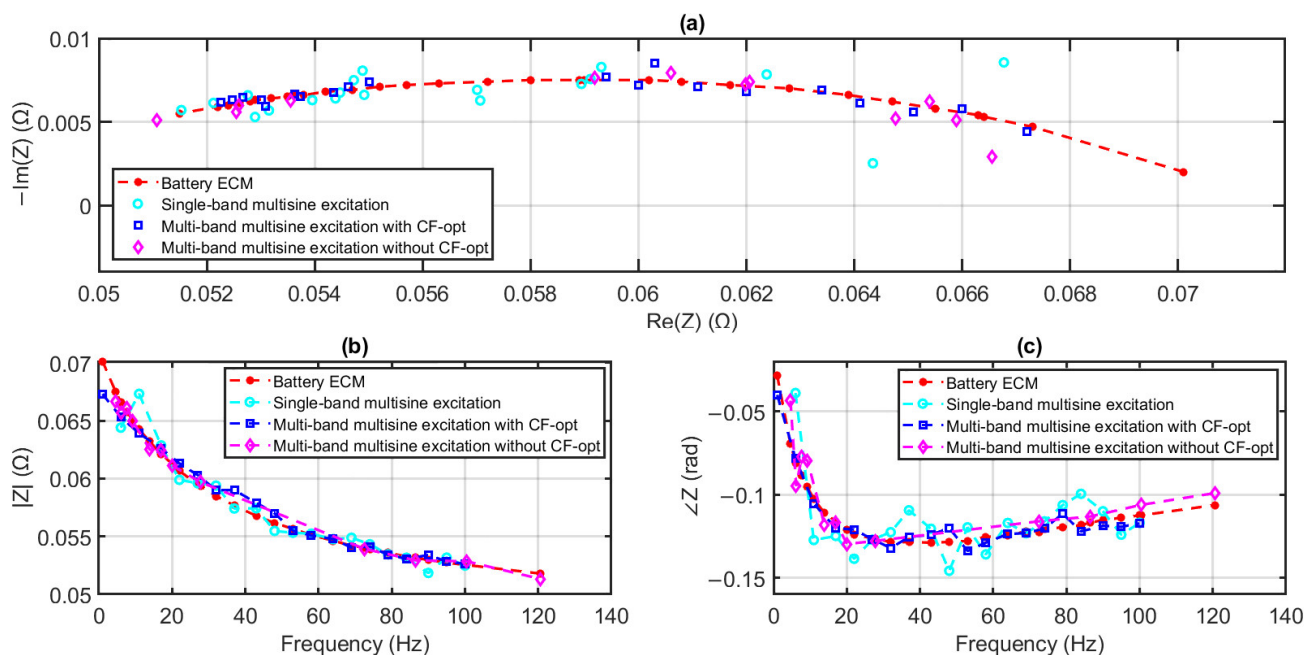 (a)
0.01
0.005
0
−Im(Z) (Ω)
Battery ECM
Single-band multisine excitation
Multi-band multisine excitation with CF-opt
Multi-band multisine excitation without CF-opt
0.05 0.052 0.054 0.056 0.058 0.06 0.062 0.064 0.066 0.068 0.07
Re(Z) (Ω)
(b)
0.07
0.065
0.06
0.055
0.05
|Z| (Ω)
Battery ECM
Single-band multisine excitation
Multi-band multisine excitation with CF-opt
Multi-band multisine excitation without CF-opt
0 20 40 60 80 100 120 140
Frequency (Hz)
(c)
−0.05
−0.1
−0.15
∠Z (rad)
Battery ECM
Single-band multisine excitation
Multi-band multisine excitation with CF-opt
Multi-band multisine excitation without CF-opt
0 20 40 60 80 100 120 140
Frequency (Hz)